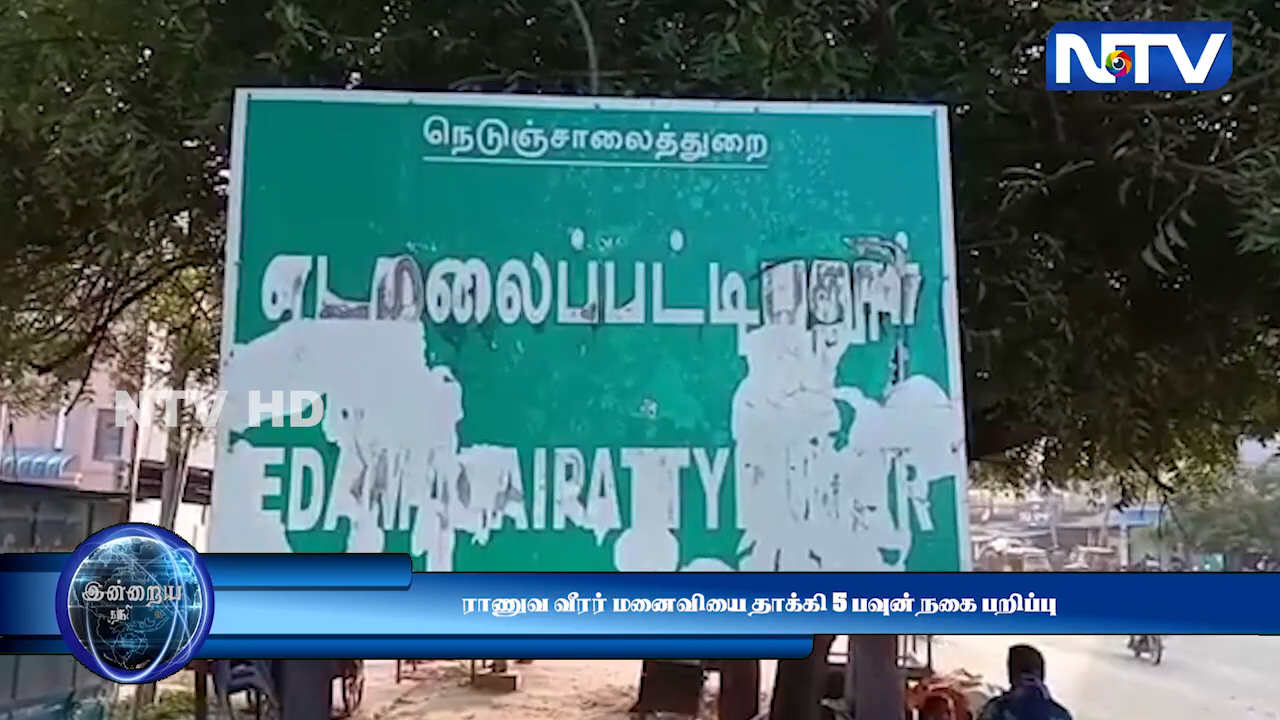 NTV
நெடுஞ்சாலைத்துறை
எடமலைப்பட்டிபுதூர்
NTV HD
EDAMALAIPATTY
இன்றைய
ராணுவ வீரர் மனைவியை தாக்கி 5 பவுன் நகை பறிப்பு